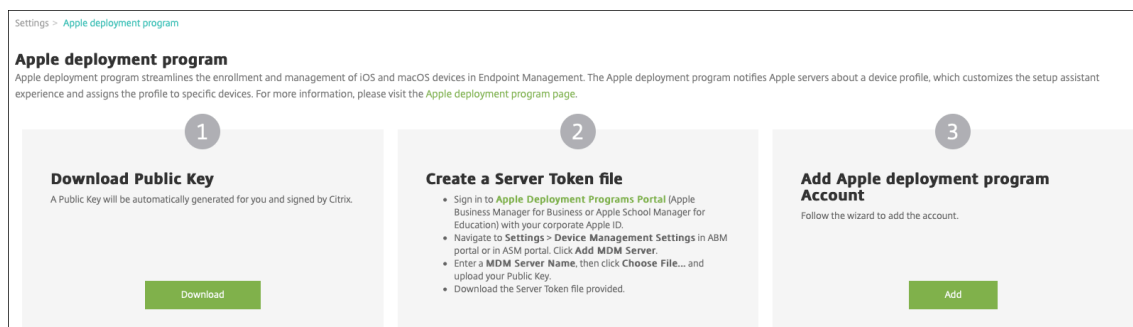 Settings > Apple deployment program
Apple deployment program
Apple deployment program streamlines the enrollment and management of iOS and macOS devices in Endpoint Management. The Apple deployment program notifies Apple servers about a device profile, which customizes the setup assistant
experience and assigns the profile to specific devices. For more information, please visit the Apple deployment program page.
1
Download Public Key
A Public Key will be automatically generated for you and signed by Citrix.
Download
2
Create a Server Token file
• Sign in to Apple Deployment Programs Portal (Apple
Business Manager for Business or Apple School Manager for
Education) with your corporate Apple ID.
• Navigate to Settings > Device Management Settings in ABM
portal or in ASM portal. Click Add MDM Server.
• Enter a MDM Server Name, then click Choose File... and
upload your Public Key.
• Download the Server Token file provided.
3
Add Apple deployment program
Account
Follow the wizard to add the account.
Add